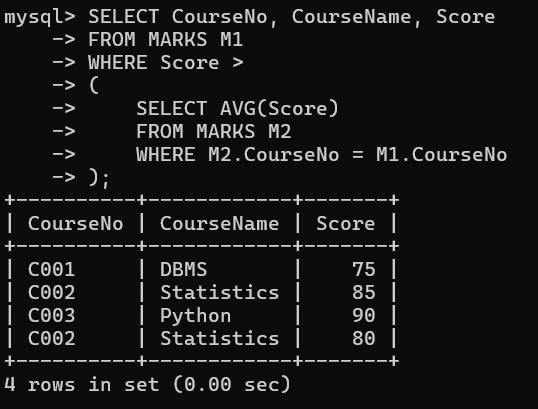 mysql> SELECT CourseNo, CourseName, Score
    -> FROM MARKS M1
    -> WHERE Score >
    -> (
    ->     SELECT AVG(Score)
    ->     FROM MARKS M2
    ->     WHERE M2.CourseNo = M1.CourseNo
    -> );
+----------+------------+-------+
| CourseNo | CourseName | Score |
+----------+------------+-------+
| C001     | DBMS       |    75 |
| C002     | Statistics |    85 |
| C003     | Python     |    90 |
| C002     | Statistics |    80 |
+----------+------------+-------+
4 rows in set (0.00 sec)